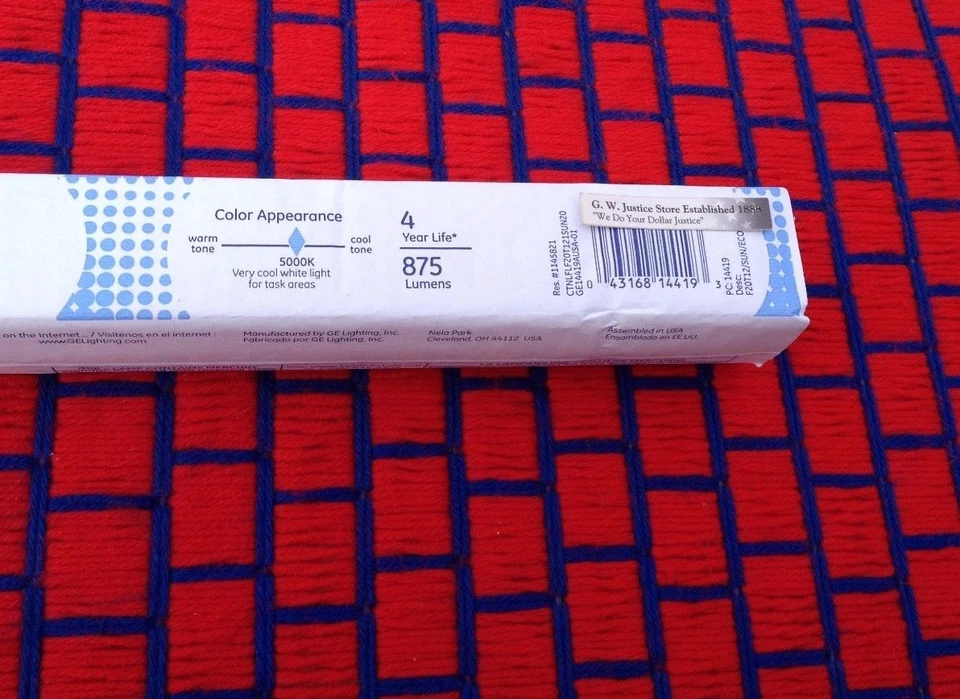 Color Appearance
warm tone
cool tone
5000K
Very cool white light
for task areas
4
Year Life*
875
Lumens
Res. #1145821
CTNLFLF20T121SUN20
GE14419AUSA-01
G. W. Justice Store Established 1888
"We Do Your Dollar Justice"
0 43168 14419 3
PC: 14419
Desc:
F20T12/SUN/ECO
on the Internet... / Visítenos en el internet :
www.GELighting.com
Manufactured by GE Lighting, Inc.
Fabricado por GE Lighting, Inc.
Nela Park
Cleveland, OH 44112 USA
Assembled in USA
Ensamblado en EE.UU.